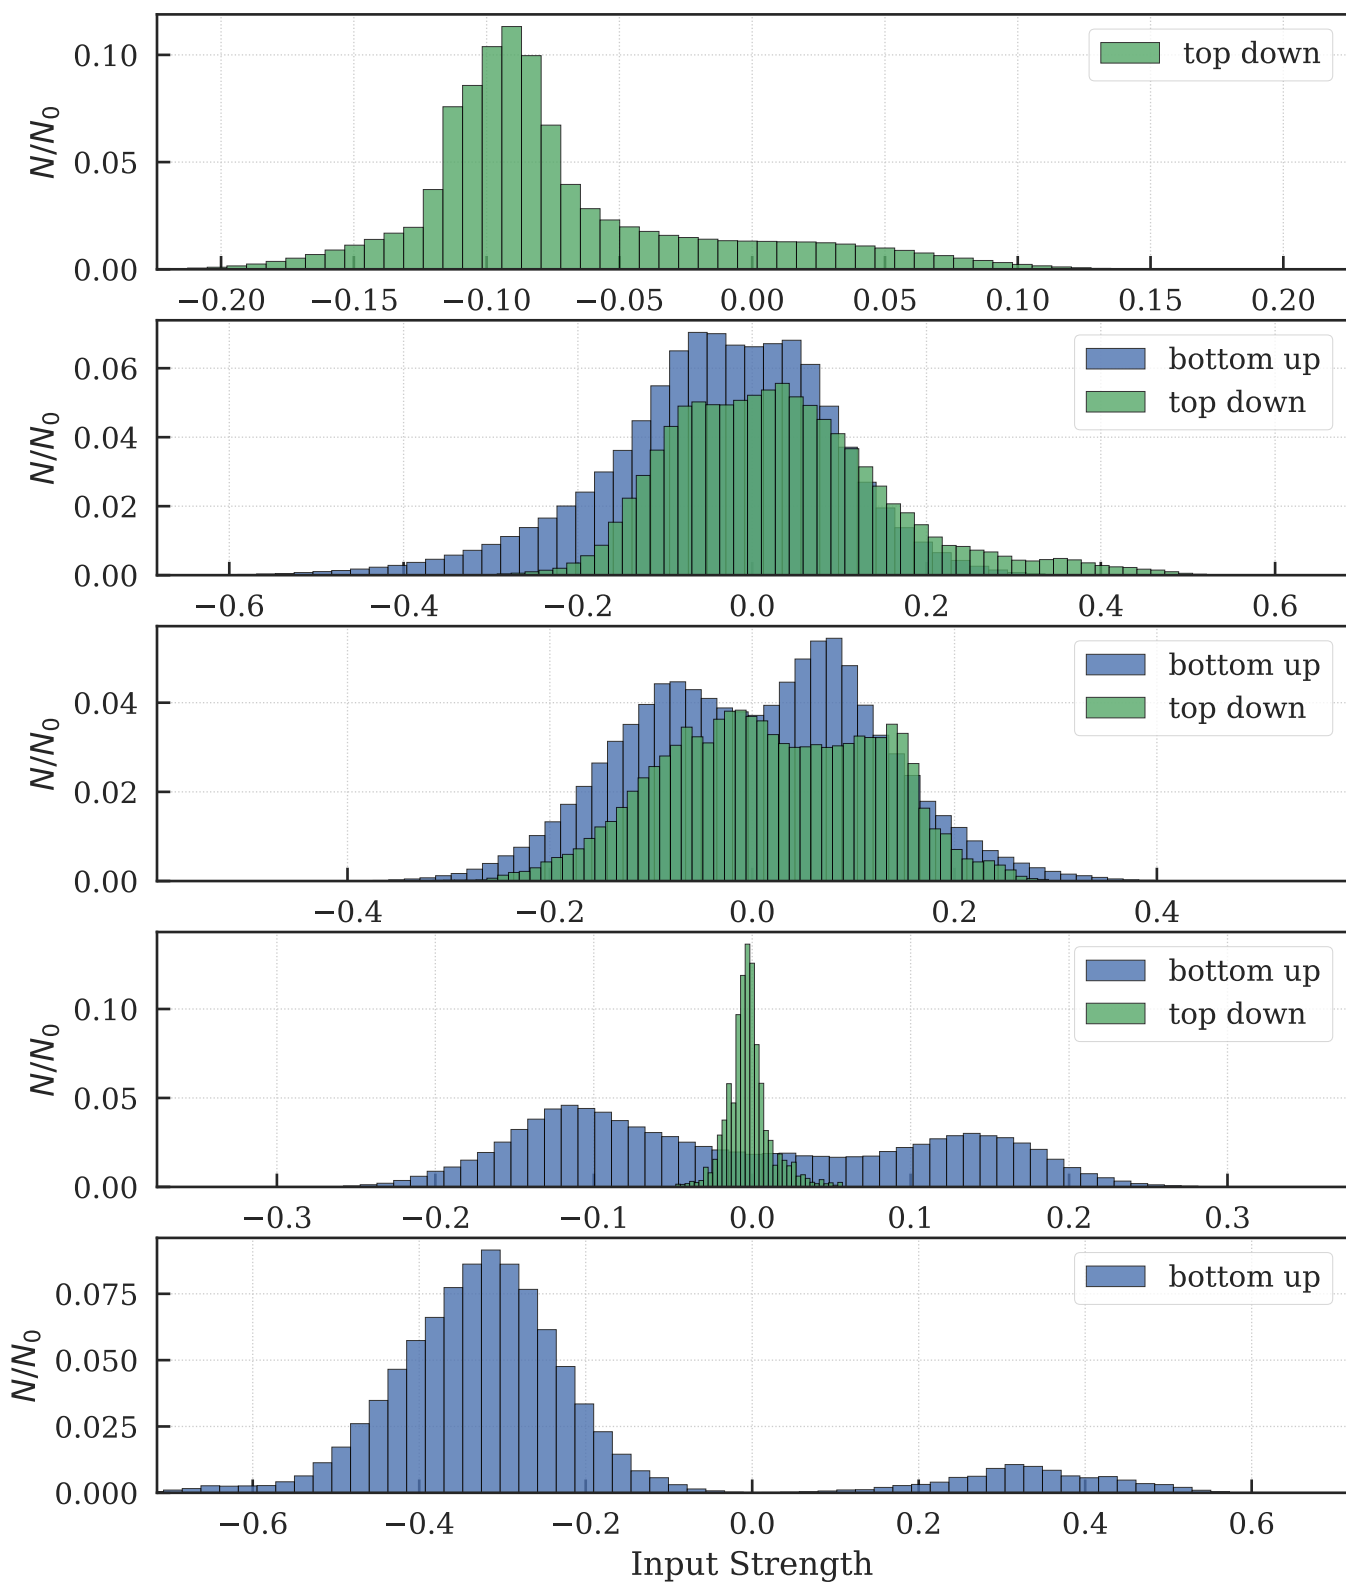 N/N0
0.10
0.05
0.00
top down
−0.20 −0.15 −0.10 −0.05 0.00 0.05 0.10 0.15 0.20
N/N0
0.06
0.04
0.02
0.00
bottom up
top down
−0.6 −0.4 −0.2 0.0 0.2 0.4 0.6
N/N0
0.04
0.02
0.00
bottom up
top down
−0.4 −0.2 0.0 0.2 0.4
N/N0
0.10
0.05
0.00
bottom up
top down
−0.3 −0.2 −0.1 0.0 0.1 0.2 0.3
N/N0
0.075
0.050
0.025
0.000
bottom up
−0.6 −0.4 −0.2 0.0 0.2 0.4 0.6
Input Strength